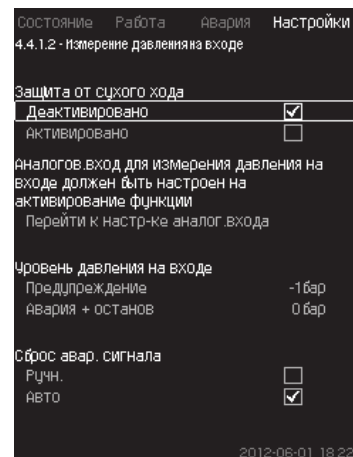 Состояние Работа Авария Настройки
4.4.1.2 - Измерение давления на входе
Защита от сухого хода
Деактивировано
Активировано
Аналогов.вход для измерения давления на
входе должен быть настроен на
активирование функции
Перейти к настр-ке аналог.входа
Уровень давления на входе
Предупреждение -1бар
Авария + останов 0бар
Сброс авар. сигнала
Ручн.
Авто
2012-06-01 18:22